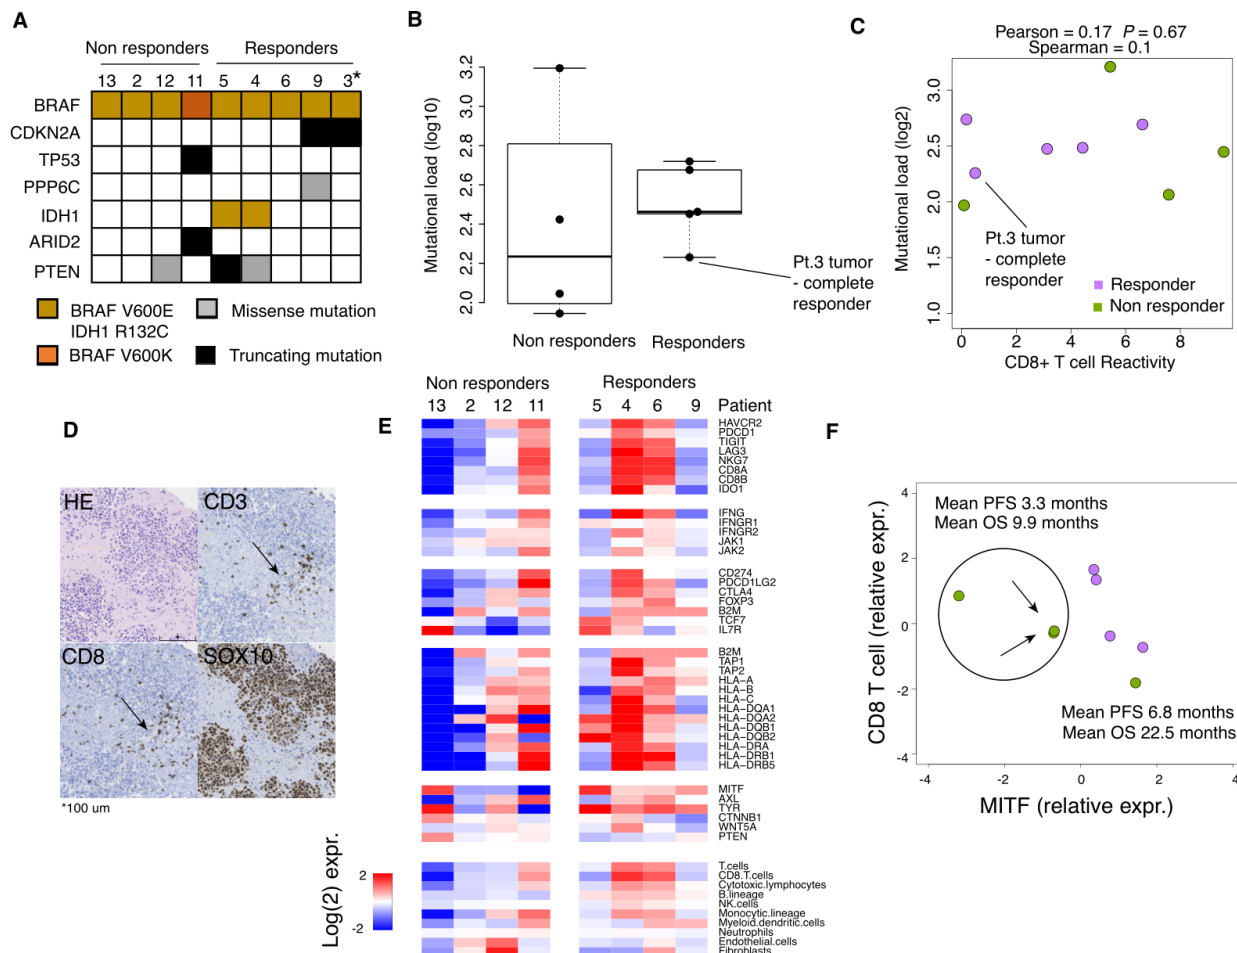 A
Non responders
Responders
13 2 12 11 5 4 6 9 3*
BRAF
CDKN2A
TP53
PPP6C
IDH1
ARID2
PTEN
BRAF V600E
IDH1 R132C
Missense mutation
BRAF V600K
Truncating mutation
B
Mutational load (log10)
3.2
3.0
2.8
2.6
2.4
2.2
2.0
Pt.3 tumor
- complete
responder
Non responders
Responders
C
Pearson = 0.17 P = 0.67
Spearman = 0.1
Mutational load (log2)
3.0
2.5
2.0
1.5
1.0
Pt.3 tumor
- complete
responder
Responder
Non responder
0 2 4 6 8
CD8+ T cell Reactivity
D
HE
CD3
CD8
SOX10
*100 um
E
Non responders
Responders
13 2 12 11 5 4 6 9 Patient
HAVCR2
PDCD1
TIGIT
LAG3
NKG7
CD8A
CD8B
IDO1
IFNG
IFNGR1
IFNGR2
JAK1
JAK2
CD274
PDCD1LG2
CTLA4
FOXP3
B2M
TCF7
IL7R
B2M
TAP1
TAP2
HLA-A
HLA-B
HLA-C
HLA-DQA1
HLA-DQA2
HLA-DQB1
HLA-DQB2
HLA-DRA
HLA-DRB1
HLA-DRB5
MITF
AXL
TYR
CTNNB1
WNT5A
PTEN
T.cells
CD8.T.cells
Cytotoxic.lymphocytes
B.lineage
NK.cells
Monocytic.lineage
Myeloid.dendritic.cells
Neutrophils
Endothelial.cells
Fibroblasts
Log(2) expr.
2
-2
F
CD8 T cell (relative expr.)
4
2
0
-2
-4
Mean PFS 3.3 months
Mean OS 9.9 months
Mean PFS 6.8 months
Mean OS 22.5 months
-4 -2 0 2 4
MITF (relative expr.)